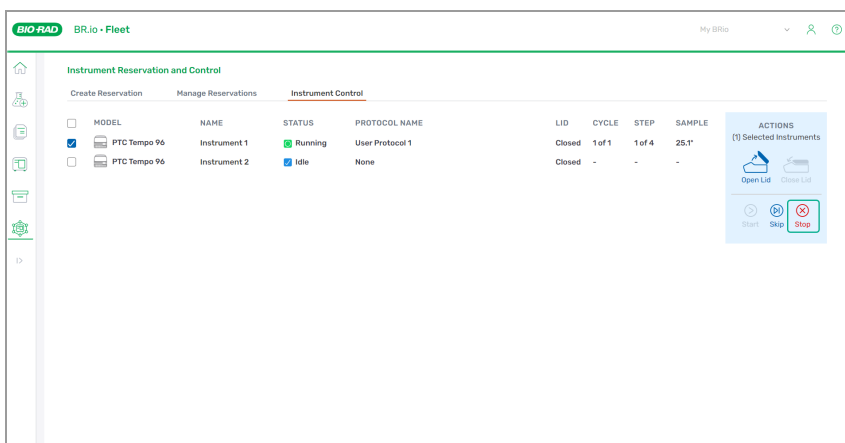 BIO-RAD BR.io • Fleet My BRio
Instrument Reservation and Control
Create Reservation Manage Reservations Instrument Control
MODEL NAME STATUS PROTOCOL NAME LID CYCLE STEP SAMPLE
PTC Tempo 96 Instrument 1 Running User Protocol 1 Closed 1 of 1 1 of 4 25.1°
PTC Tempo 96 Instrument 2 Idle None Closed - - -
ACTIONS
(1) Selected Instruments
Open Lid Close Lid
Start Skip Stop